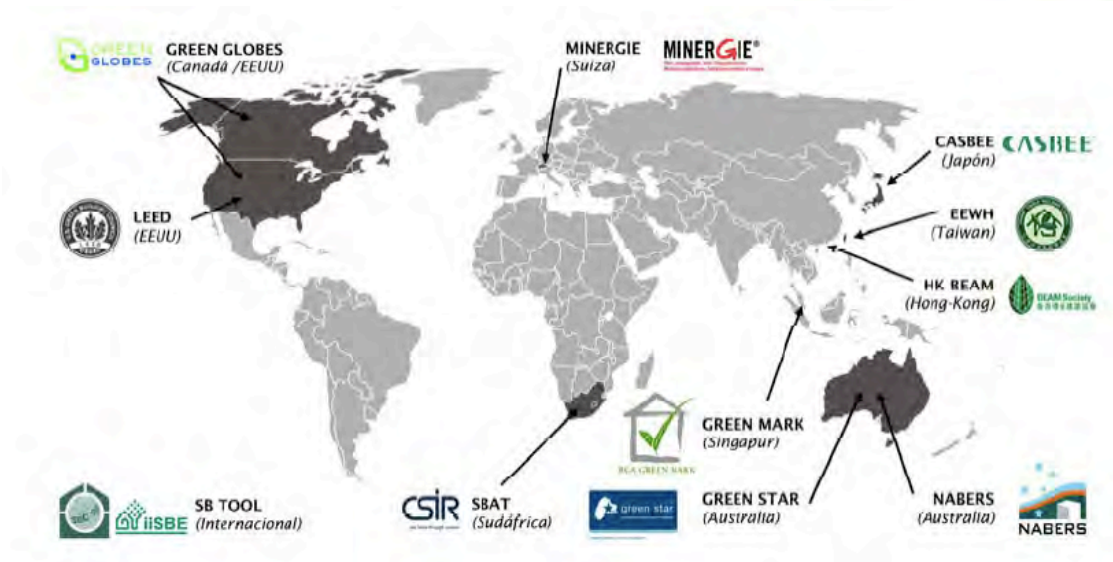 GREEN GLOBES
GREEN GLOBES
(Canadá /EEUU)
MINERGIE
(Suiza)
MINERGIE®
CASBEE
(Japón)
CASBEE
LEED
(EEUU)
EEWH
(Taiwan)
HK BEAM
(Hong-Kong)
BEAM Society
GREEN MARK
(Singapur)
BCA GREEN MARK
SB TOOL
(Internacional)
iiSBE
CSIR
SBAT
(Sudáfrica)
green star
GREEN STAR
(Australia)
NABERS
(Australia)
NABERS